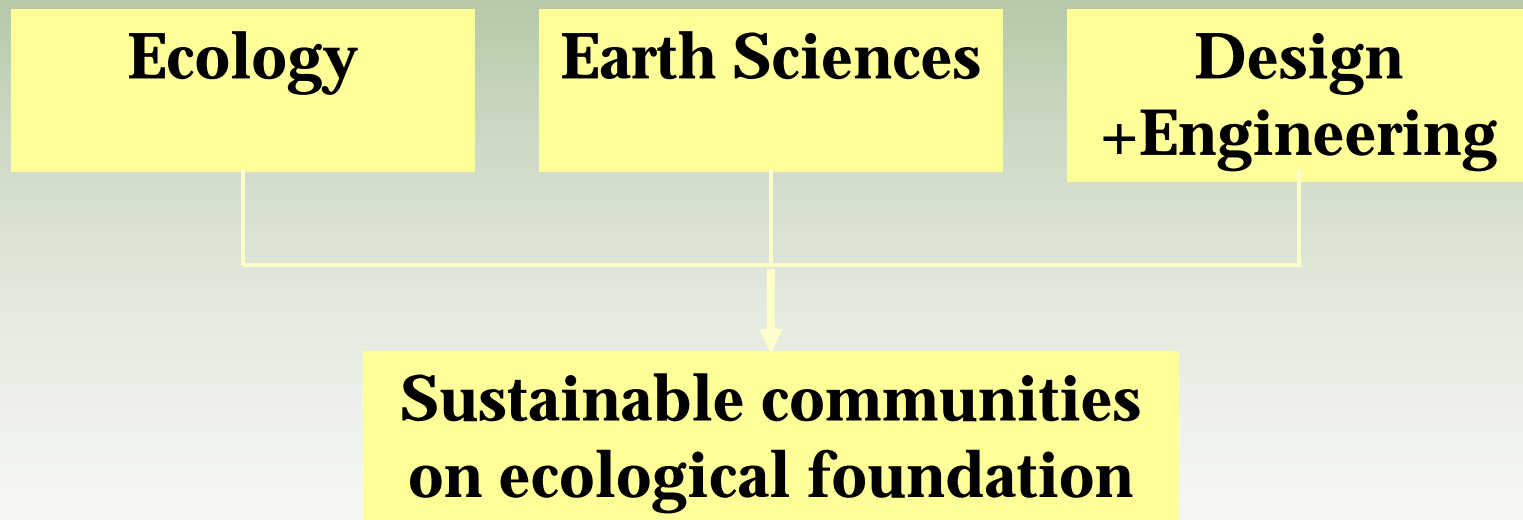 Ecology
Earth Sciences
Design
+Engineering
Sustainable communities
on ecological foundation